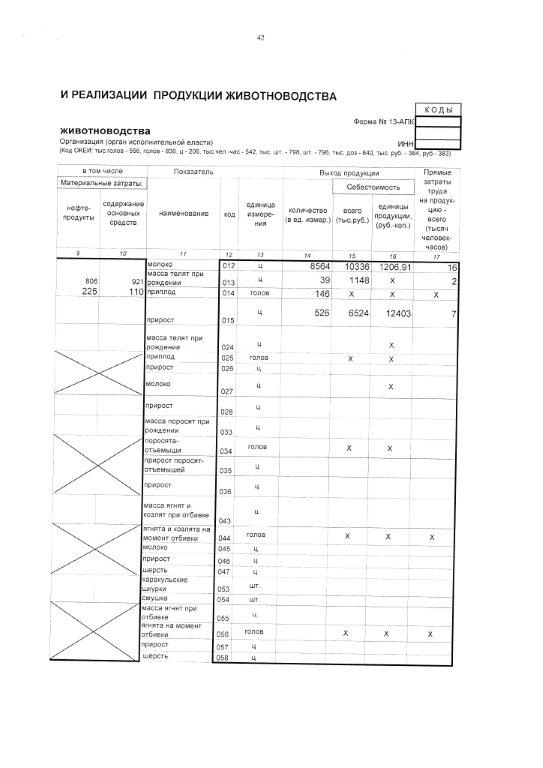 42
И РЕАЛИЗАЦИИ ПРОДУКЦИИ ЖИВОТНОВОДСТВА
КОДЫ
Форма № 13-АПК
животноводства
Организация (орган исполнительной власти)
ИНН
(Код ОКЕИ: тыс.голов - 556, голов - 836, ц - 206, тыс.чел.-час - 542, тыс. шт. - 798, шт. - 796, тыс. доз - 640, тыс. руб. - 384, руб.- 383)
в том числе Показатель Выход продукции Прямые затраты труда на продукцию - всего (тысяч человек-часов)
Материальные затраты: Себестоимость
нефте-продукты содержание основных средств наименование код единица измере-ния количество (в ед. измер.) всего (тыс.руб.) единицы продукции, (руб.-коп.)
9 10 11 12 13 14 15 16 17
молоко 012 ц 8564 10336 1206.91 16
806 921 масса телят при рождении 013 ц 39 1148 X 2
225 110 приплод 014 голов 146 X X X
прирост 015 ц 526 6524 12403 7
масса телят при рождении 024 ц X
приплод 025 голов X X
прирост 026 ц
молоко 027 ц X
прирост 028 ц
масса поросят при рождении 033 ц
поросята-отъемыши 034 голов X X
прирост поросят-отъемышей 035 ц
прирост 036 ц
масса ягнят и козлят при отбивке 043 ц
ягнята и козлята на момент отбивки 044 голов X X X
молоко 045 ц
прирост 046 ц
шерсть 047 ц
каракульские шкурки 053 шт.
смушка 054 шт.
масса ягнят при отбивке 055 ц
ягнята на момент отбивки 056 голов X X X
прирост 057 ц
шерсть 058 ц